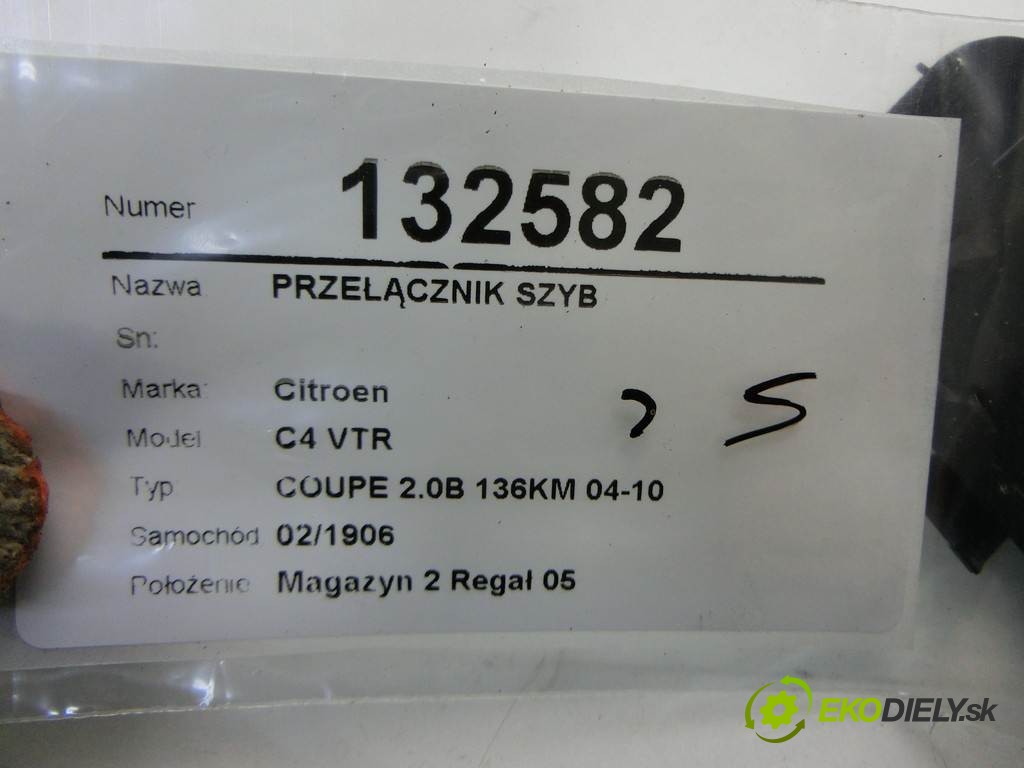 Numer 132582
Nazwa PRZEŁĄCZNIK SZYB
Sn:
Marka: Citroen
Model C4 VTR
Typ COUPE 2.0B 136KM 04-10
Samochód 02/1906
Położenie Magazyn 2 Regał 05
EKODIELY.sk